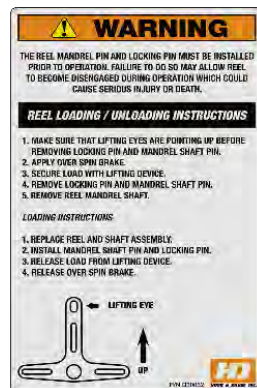 WARNING
THE REEL MANDREL PIN AND LOCKING PIN MUST BE INSTALLED
PRIOR TO OPERATION. FAILURE TO DO SO MAY ALLOW REEL
TO BECOME DISENGAGED DURING OPERATION WHICH COULD
CAUSE SERIOUS INJURY OR DEATH.
REEL LOADING / UNLOADING INSTRUCTIONS
1. MAKE SURE THAT LIFTING EYES ARE POINTING UP BEFORE
REMOVING LOCKING PIN AND MANDREL SHAFT PIN.
2. APPLY OVER SPIN BRAKE.
3. SECURE LOAD WITH LIFTING DEVICE.
4. REMOVE LOCKING PIN AND MANDREL SHAFT PIN.
5. REMOVE REEL MANDREL SHAFT.
LOADING INSTRUCTIONS
1. REPLACE REEL AND SHAFT ASSEMBLY.
2. INSTALL MANDREL SHAFT PIN AND LOCKING PIN.
3. RELEASE LOAD FROM LIFTING DEVICE.
4. RELEASE OVER SPIN BRAKE.
LIFTING EYE
UP
P/N
HD